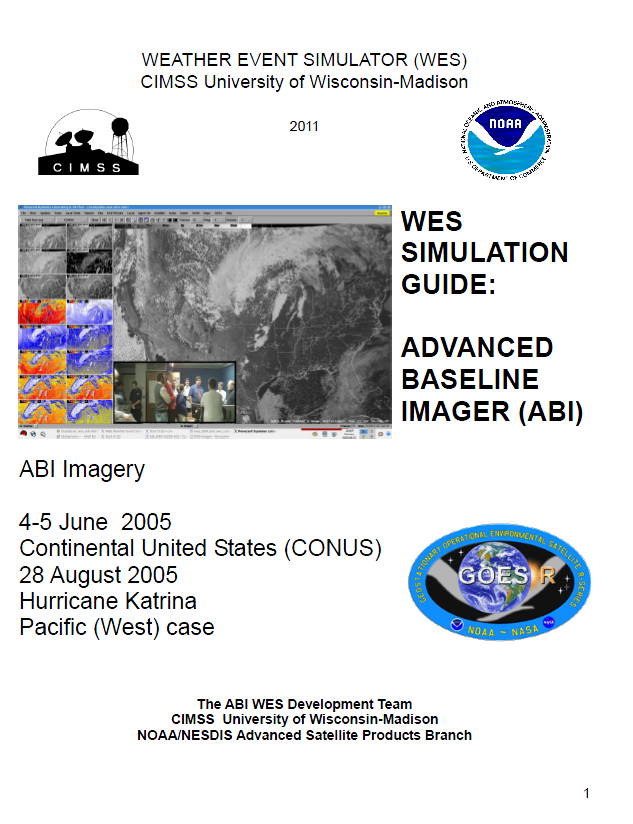 WEATHER EVENT SIMULATOR (WES)
CIMSS University of Wisconsin-Madison
2011
CIMSS
NATIONAL OCEANIC AND ATMOSPHERIC ADMINISTRATION
NOAA
U.S. DEPARTMENT OF COMMERCE
WES
SIMULATION
GUIDE:
ADVANCED
BASELINE
IMAGER (ABI)
ABI Imagery
4-5 June 2005
Continental United States (CONUS)
28 August 2005
Hurricane Katrina
Pacific (West) case
GEOSTATIONARY OPERATIONAL ENVIRONMENTAL SATELLITE R-SERIES
GOES R
NOAA ~ NASA
The ABI WES Development Team
CIMSS University of Wisconsin-Madison
NOAA/NESDIS Advanced Satellite Products Branch
1